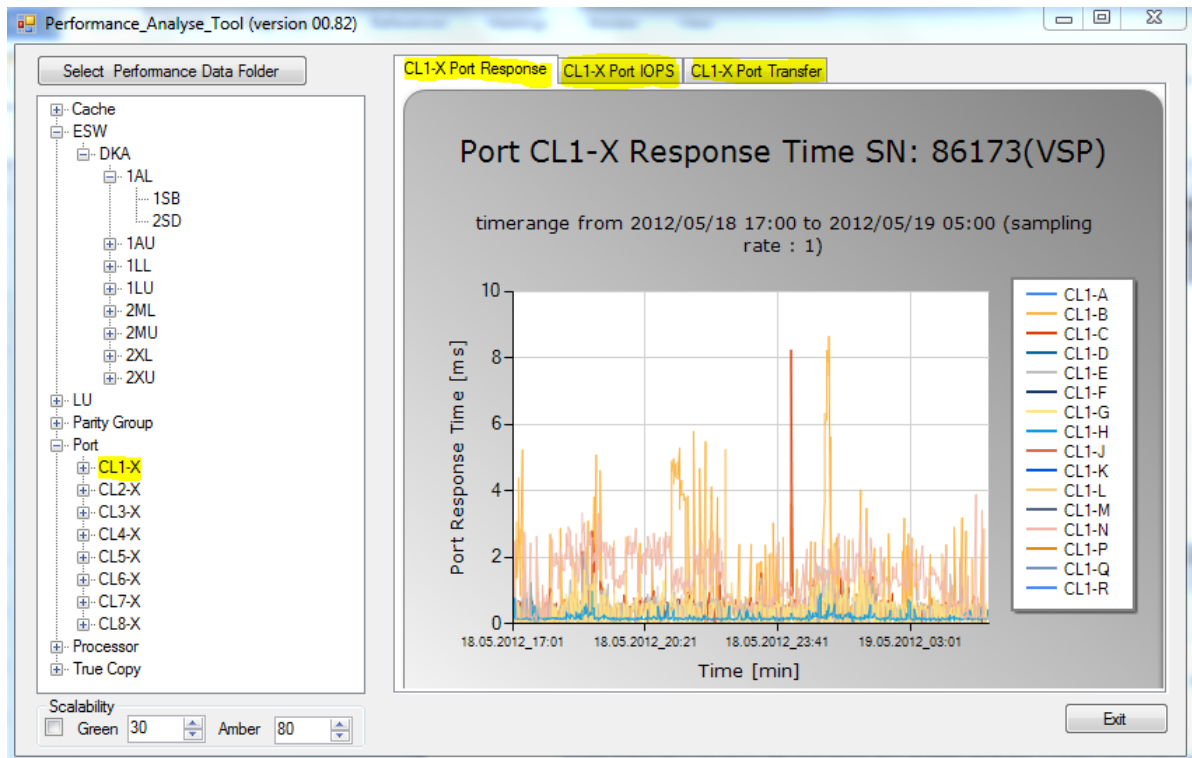 Performance_Analyse_Tool (version 00.82)
Select Performance Data Folder
Cache
ESW
DKA
1AL
1SB
2SD
1AU
1LL
1LU
2ML
2MU
2XL
2XU
LU
Parity Group
Port
CL1-X
CL2-X
CL3-X
CL4-X
CL5-X
CL6-X
CL7-X
CL8-X
Processor
True Copy
Scalability
Green 30 Amber 80
CL1-X Port Response CL1-X Port IOPS CL1-X Port Transfer
Port CL1-X Response Time SN: 86173(VSP)
timerange from 2012/05/18 17:00 to 2012/05/19 05:00 (sampling
rate : 1)
Port Response Time [ms]
10
8
6
4
2
0
18.05.2012_17:01 18.05.2012_20:21 18.05.2012_23:41 19.05.2012_03:01
Time [min]
CL1-A
CL1-B
CL1-C
CL1-D
CL1-E
CL1-F
CL1-G
CL1-H
CL1-J
CL1-K
CL1-L
CL1-M
CL1-N
CL1-P
CL1-Q
CL1-R
Exit